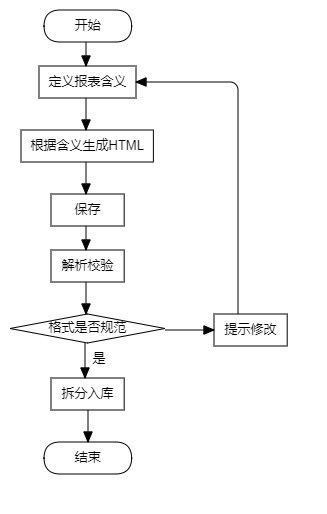 开始
定义报表含义
根据含义生成HTML
保存
解析校验
格式是否规范
提示修改
是
拆分入库
结束